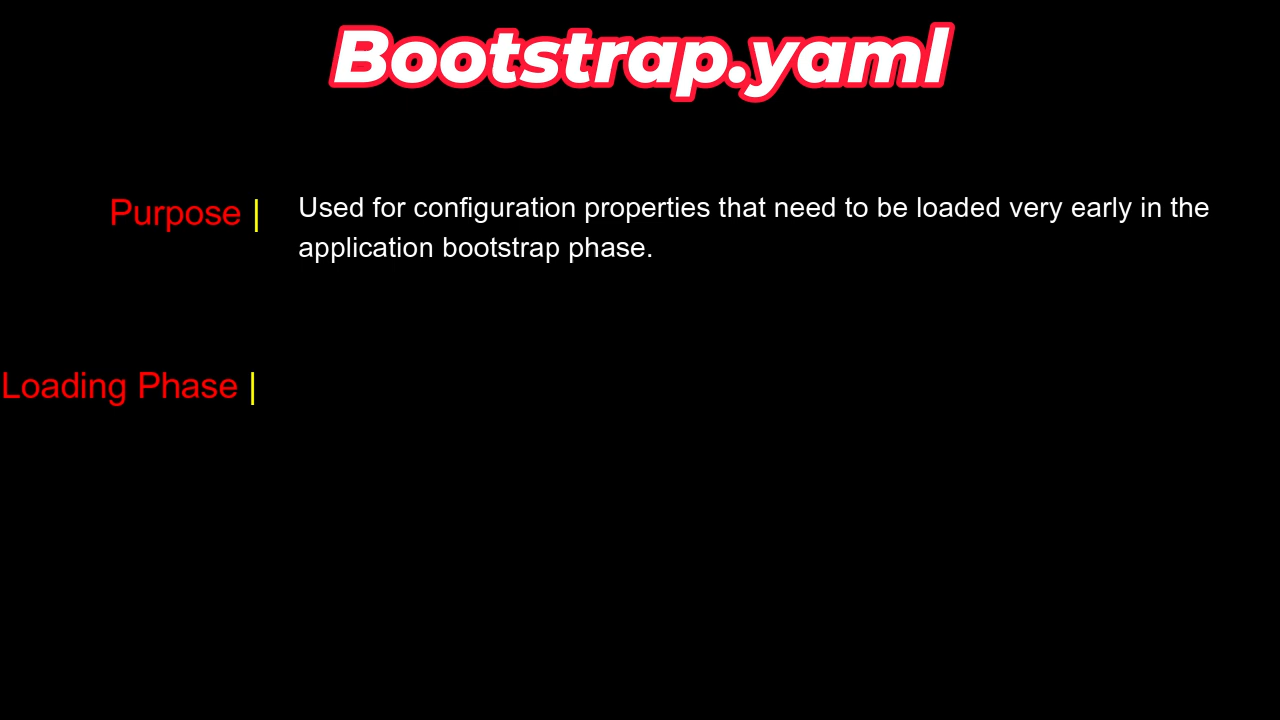 Bootstrap.yaml
Purpose | Used for configuration properties that need to be loaded very early in the
application bootstrap phase.
Loading Phase |